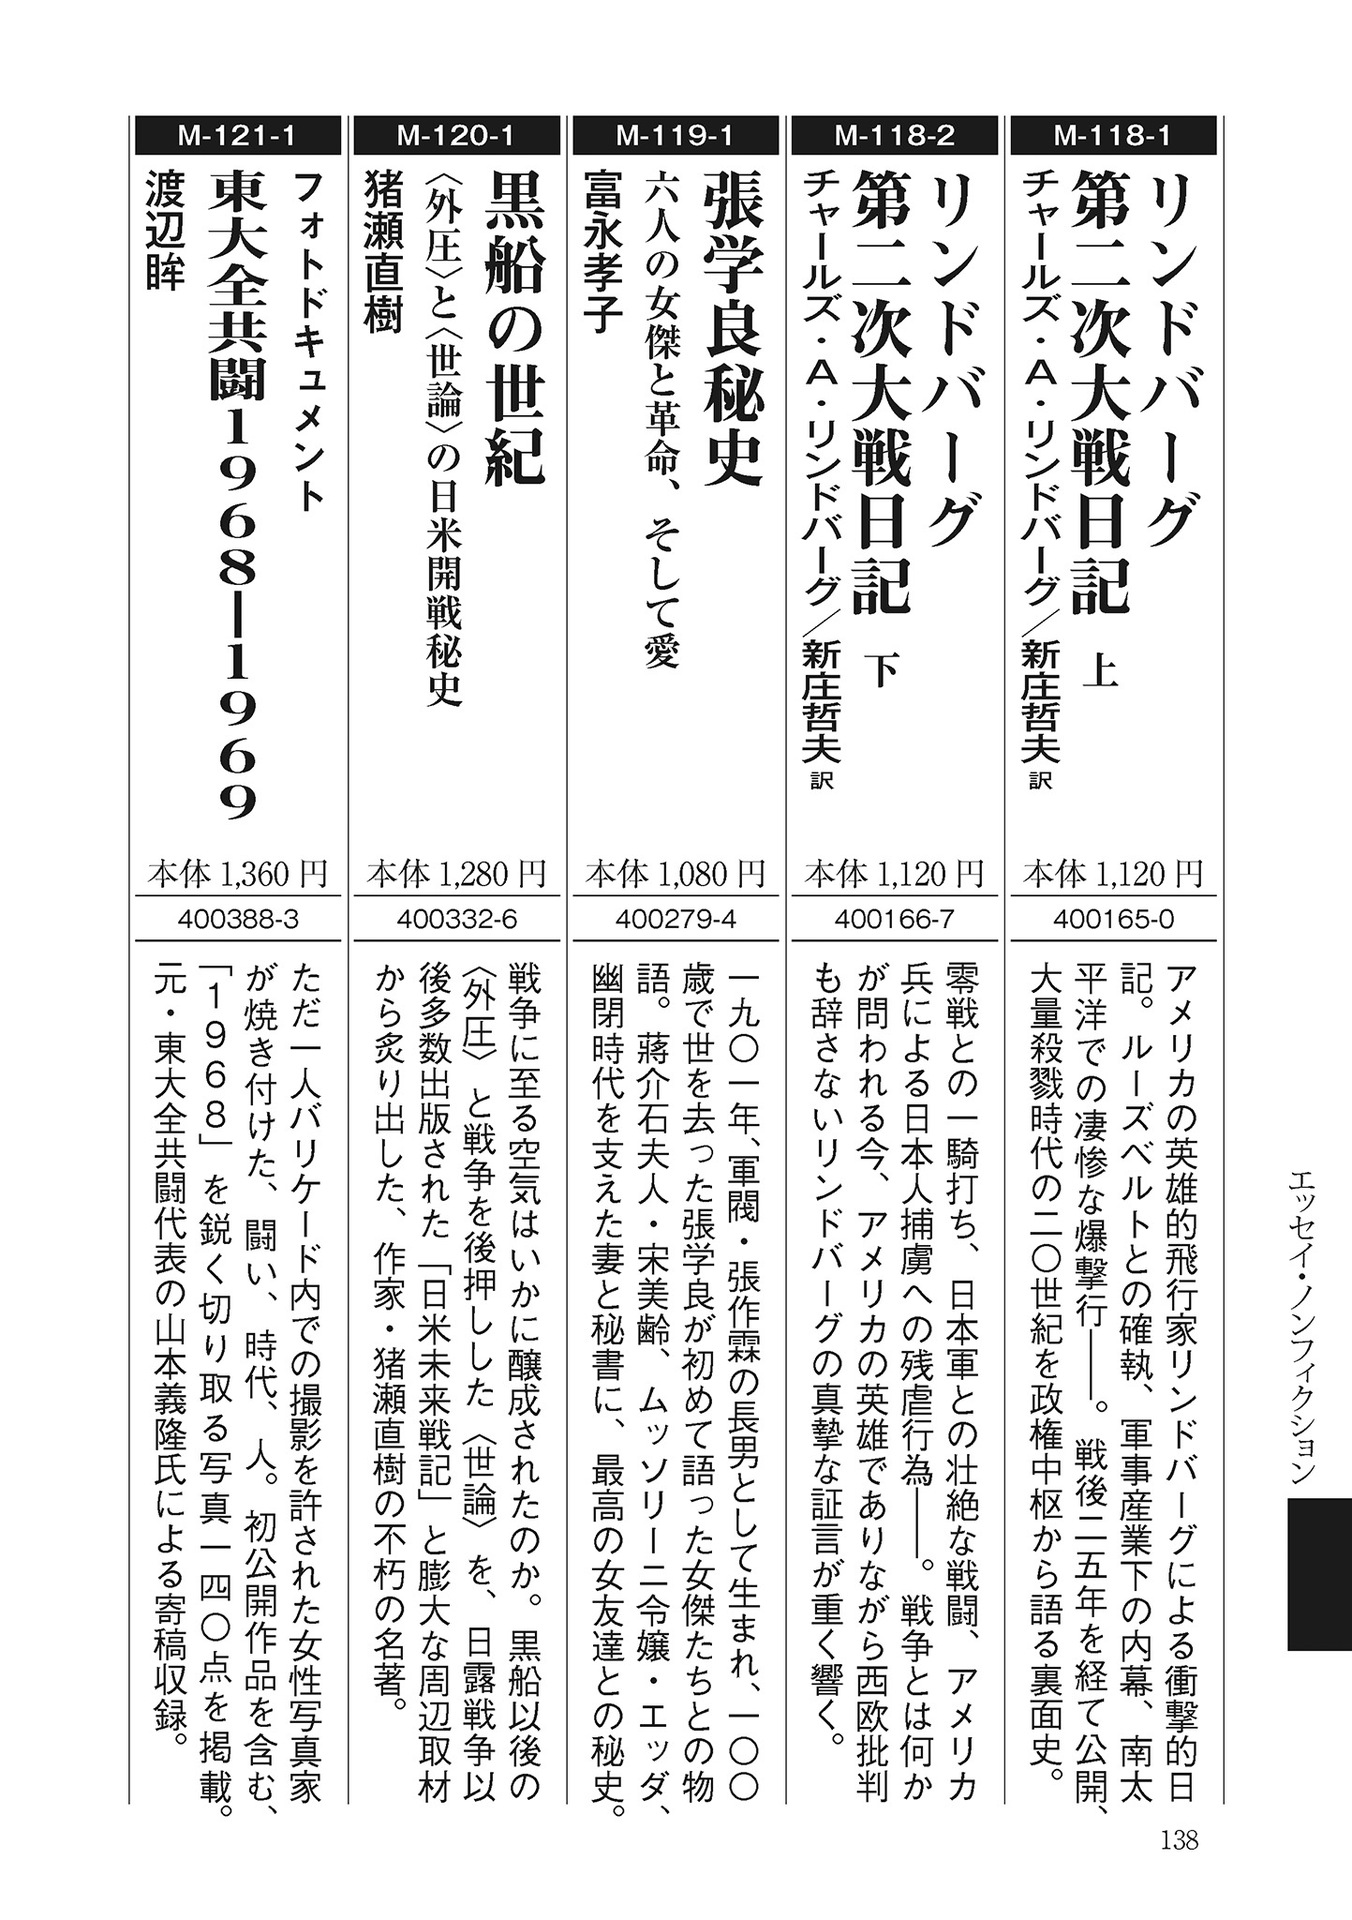 M-118-1
リンドバーグ
第二次大戦日記 上
チャールズ・A・リンドバーグ/新庄哲夫 訳
本体 1,120 円
400165-0
アメリカの英雄的飛行家リンドバーグによる衝撃的日
記。ルーズベルトとの確執、軍事産業下の内幕、南太
平洋での凄惨な爆撃行――。戦後二五年を経て公開、
大量殺戮時代の二〇世紀を政権中枢から語る裏面史。
M-118-2
リンドバーグ
第二次大戦日記 下
チャールズ・A・リンドバーグ/新庄哲夫 訳
本体 1,120 円
400166-7
零戦との一騎打ち、日本軍との壮絶な戦闘、アメリカ
兵による日本人捕虜への残虐行為――。戦争とは何か
が問われる今、アメリカの英雄でありながら西欧批判
も辞さないリンドバーグの真摯な証言が重く響く。
M-119-1
張学良秘史
六人の女傑と革命、そして愛
富永孝子
本体 1,080 円
400279-4
一九〇一年、軍閥・張作霖の長男として生まれ、一〇〇
歳で世を去った張学良が初めて語った女傑たちとの物
語。蔣介石夫人・宋美齢、ムッソリーニ令嬢・エッダ、
幽閉時代を支えた妻と秘書に、最高の女友達との秘史。
M-120-1
黒船の世紀
〈外圧〉と〈世論〉の日米開戦秘史
猪瀬直樹
本体 1,280 円
400332-6
戦争に至る空気はいかに醸成されたのか。黒船以後の
〈外圧〉と戦争を後押しした〈世論〉を、日露戦争以
後多数出版された「日米未来戦記」と膨大な周辺取材
から炙り出した、作家・猪瀬直樹の不朽の名著。
M-121-1
フォトドキュメント
東大全共闘1968―1969
渡辺眸
本体 1,360 円
400388-3
ただ一人バリケード内での撮影を許された女性写真家
が焼き付けた、闘い、時代、人。初公開作品を含む、
「1968」を鋭く切り取る写真一四〇点を掲載。
元・東大全共闘代表の山本義隆氏による寄稿収録。
エッセイ・ノンフィクション
138